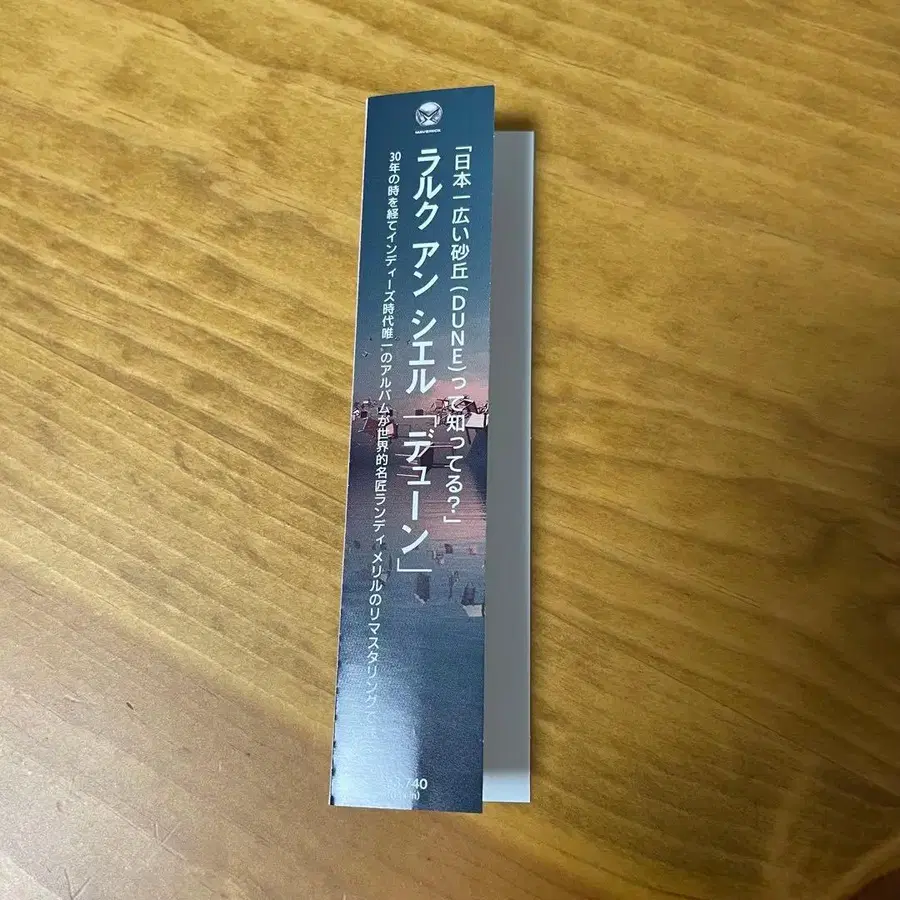 「日本一広い砂丘(DUNE)って知ってる?」
ラルク アン シエル「デューン」
30年の時を経てインディーズ時代唯一のアルバムが世界的名匠ランディ メリルのリマスタリングで